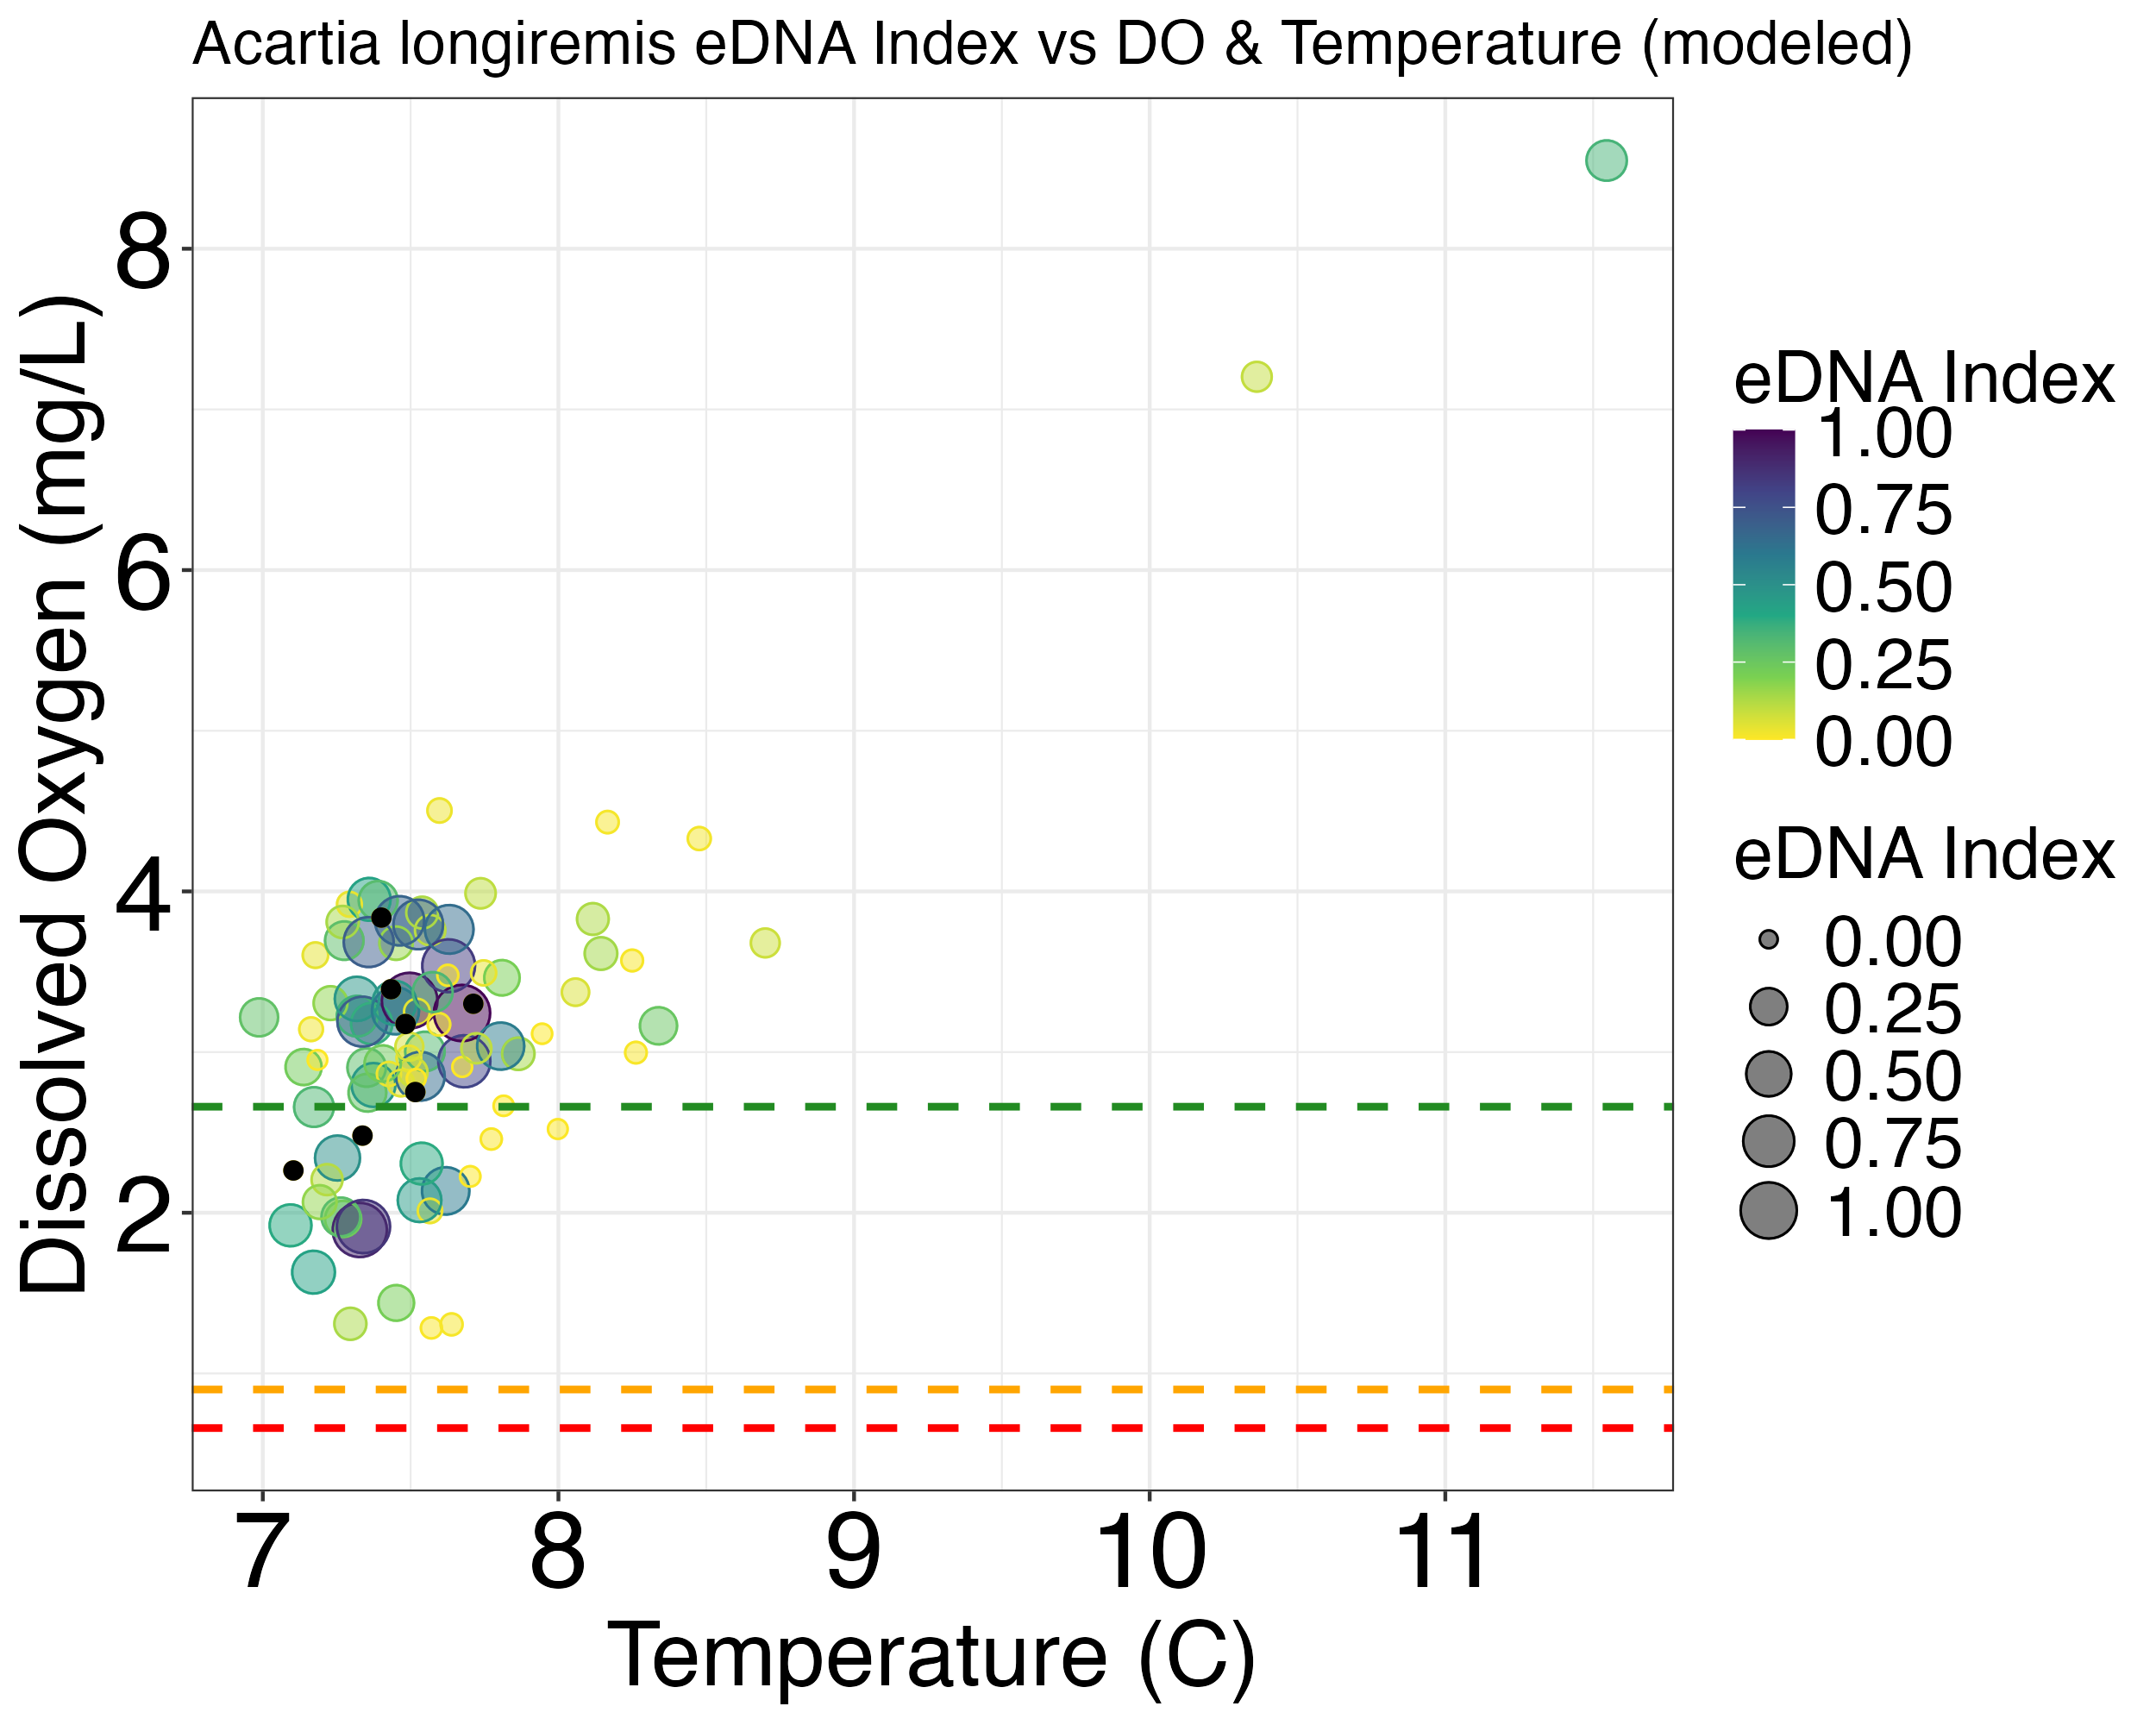 Acartia longiremis eDNA Index vs DO & Temperature (modeled)
Dissolved Oxygen (mg/L)
8
6
4
2
7 8 9 10 11
Temperature (C)
eDNA Index
1.00
0.75
0.50
0.25
0.00
eDNA Index
0.00
0.25
0.50
0.75
1.00